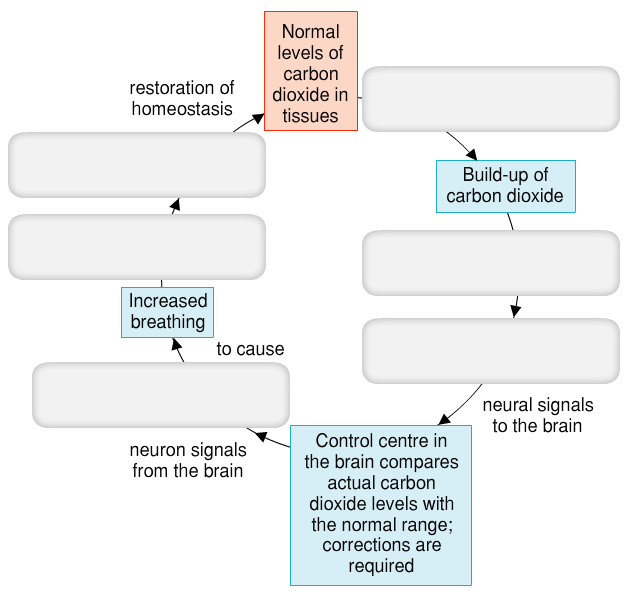 Normal
levels of
carbon
dioxide in
tissues
restoration of
homeostasis
Build-up of
carbon dioxide
Increased
breathing
to cause
neural signals
to the brain
neuron signals
from the brain
Control centre in
the brain compares
actual carbon
dioxide levels with
the normal range;
corrections are
required